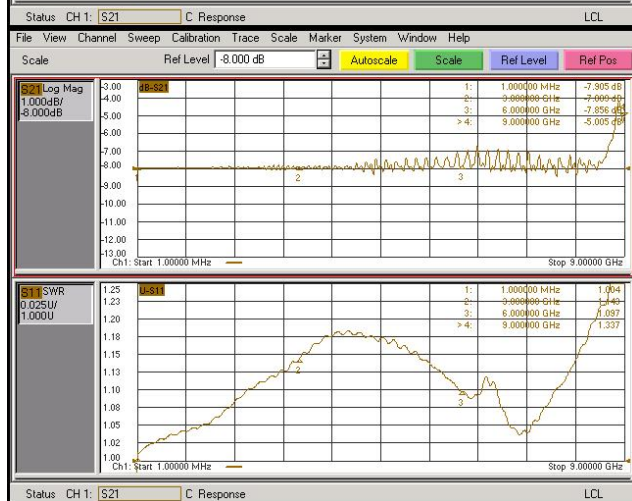 Status CH 1: S21 C Response LCL
File View Channel Sweep Calibration Trace Scale Marker System Window Help
Scale Ref Level -8.000 dB Autoscale Scale Ref Level Ref Pos
S21 Log Mag
1.000dB/
-8.000dB
-3.00
-4.00
-5.00
-6.00
-7.00
-8.00
-9.00
-10.00
-11.00
-12.00
-13.00
dB-S21
1: 1.000000 MHz -7.905 dB
2: 3.000000 GHz
3: 6.000000 GHz -7.856 dB
> 4: 9.000000 GHz -5.005 dB
1
2
3
Ch1: Start 1.00000 MHz Stop 9.00000 GHz
S11 SWR
0.025U/
1.000U
1.25
1.23
1.20
1.18
1.15
1.13
1.10
1.08
1.05
1.02
1.00
U-S11
1: 1.000000 MHz 1.004
2: 3.000000 GHz
3: 6.000000 GHz 1.097
> 4: 9.000000 GHz 1.337
2
3
Ch1: Start 1.00000 MHz Stop 9.00000 GHz
Status CH 1: S21 C Response LCL